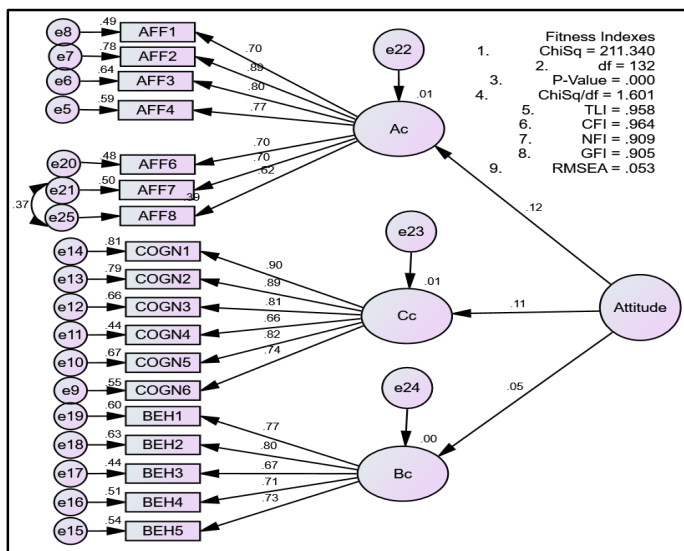 Fitness Indexes
1. ChiSq = 211.340
2. df = 132
3. P-Value = .000
4. ChiSq/df = 1.601
5. TLI = .958
6. CFI = .964
7. NFI = .909
8. GFI = .905
9. RMSEA = .053
e8 .49 AFF1 .70
e7 .78 AFF2 .89
e6 .64 AFF3 .80
e5 .59 AFF4 .77
e22
.01
Ac
e20 .48 AFF6 .70
e21 .50 AFF7 .70
.37
e25 .39 AFF8 .62
.12
e14 .81 COGN1 .90
e13 .79 COGN2 .89
e12 .66 COGN3 .81
e11 .44 COGN4 .66
e10 .67 COGN5 .82
e9 .55 COGN6 .74
e23
.01
Cc
.11
Attitude
e19 .60 BEH1 .77
e18 .63 BEH2 .80
e17 .44 BEH3 .67
e16 .51 BEH4 .71
e15 .54 BEH5 .73
e24
.00
Bc
.05